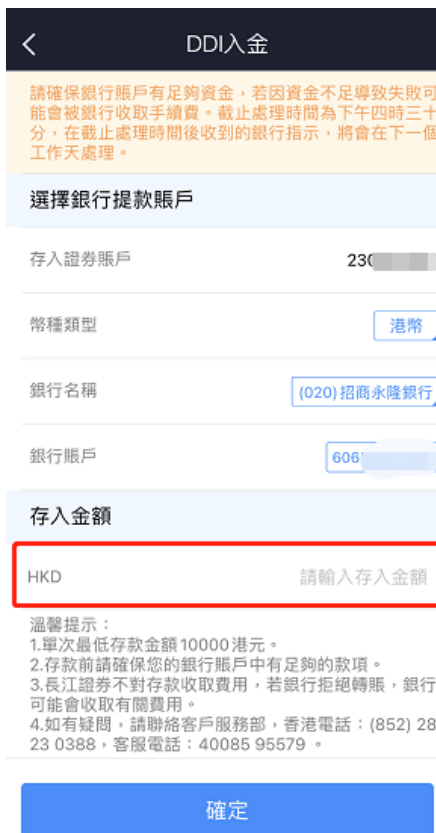 DDI入金
請確保銀行賬戶有足夠資金，若因資金不足導致失敗可
能會被銀行收取手續費。截止處理時間為下午四時三十
分，在截止處理時間後收到的銀行指示，將會在下一個
工作天處理。
選擇銀行提款賬戶
存入證券賬戶 230
幣種類型 港幣
銀行名稱 (020)招商永隆銀行
銀行賬戶 606
存入金額
HKD 請輸入存入金額
溫馨提示：
1.單次最低存款金額10000港元。
2.存款前請確保您的銀行賬戶中有足夠的款項。
3.長江證券不對存款收取費用，若銀行拒絕轉賬，銀行
可能會收取有關費用。
4.如有疑問，請聯絡客戶服務部，香港電話：(852) 28
23 0388，客服電話：40085 95579 。
確定